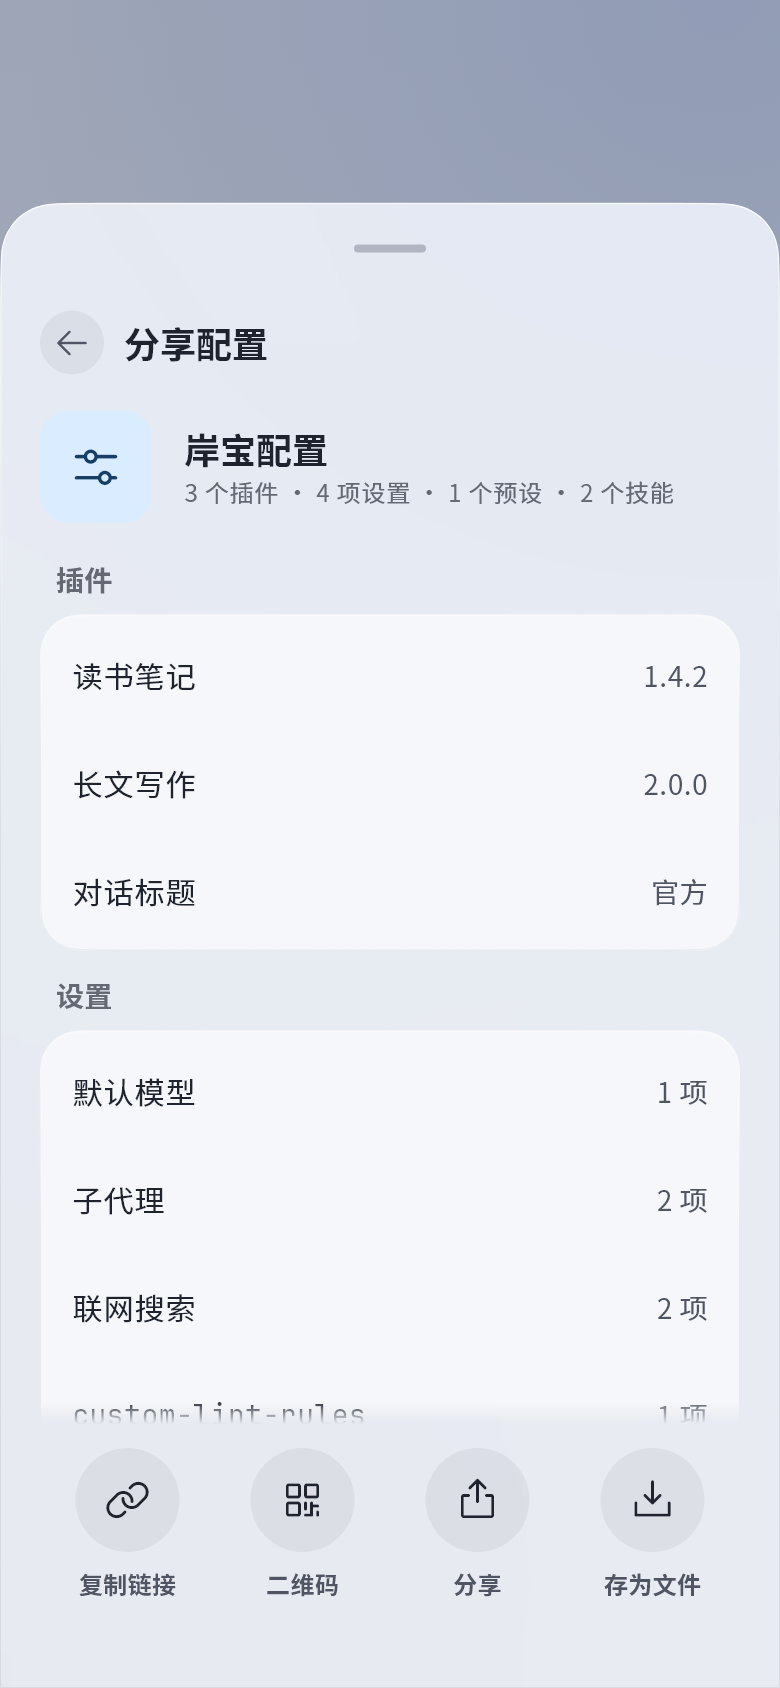 分享配置
岸宝配置
3 个插件 • 4 项设置 • 1 个预设 • 2 个技能
插件
读书笔记 1.4.2
长文写作 2.0.0
对话标题 官方
设置
默认模型 1 项
子代理 2 项
联网搜索 2 项
custom-lint-rules 1 项
复制链接 二维码 分享 存为文件